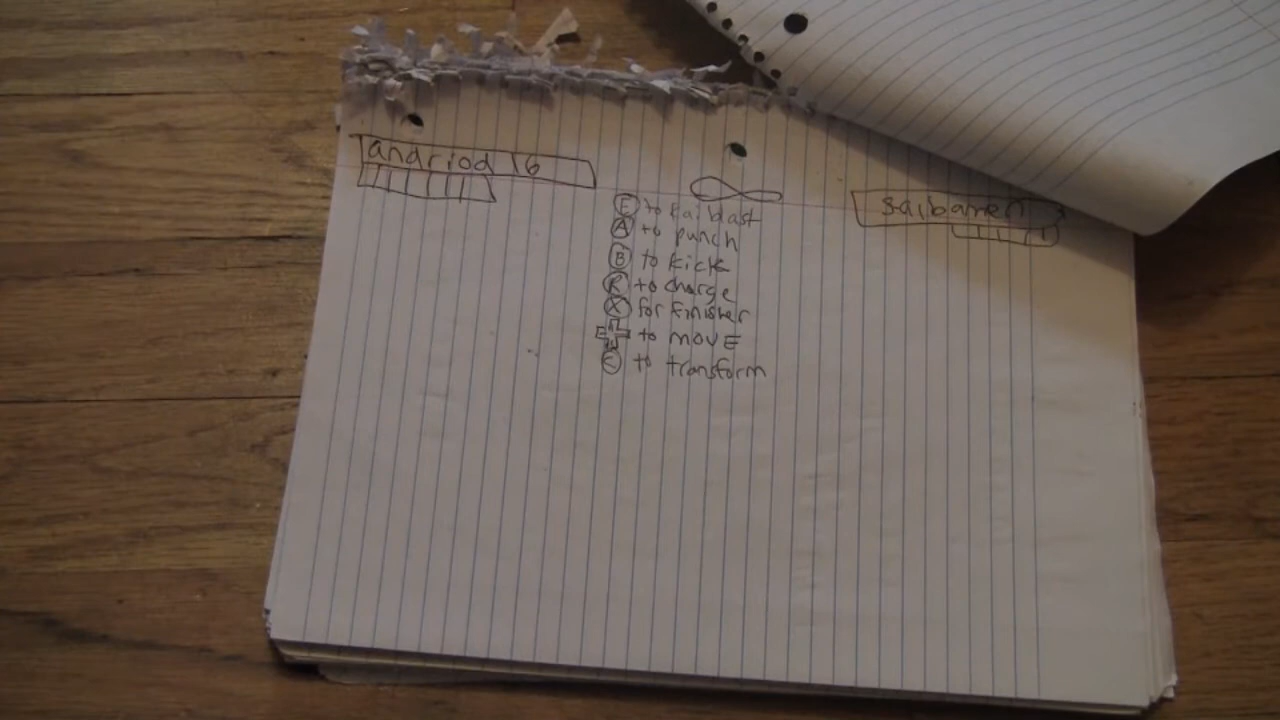 andriod 16
saibamen
E to Kai blast
A to punch
B to kick
R to charge
X for Finisher
to movE
C to transform